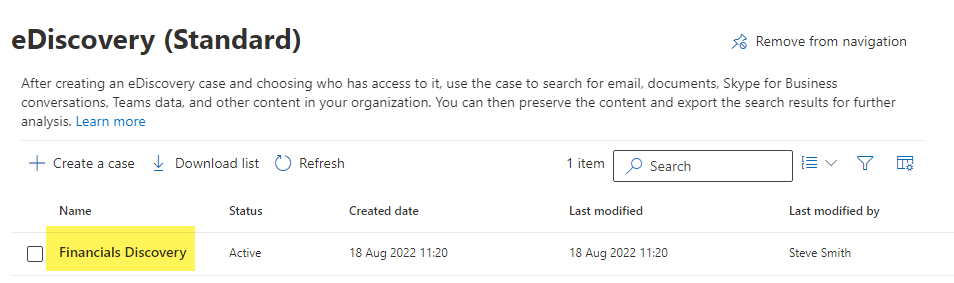 eDiscovery (Standard)
Remove from navigation
After creating an eDiscovery case and choosing who has access to it, use the case to search for email, documents, Skype for Business
conversations, Teams data, and other content in your organization. You can then preserve the content and export the search results for further
analysis. Learn more
Create a case Download list Refresh 1 item Search
Name Status Created date Last modified Last modified by
Financials Discovery Active 18 Aug 2022 11:20 18 Aug 2022 11:20 Steve Smith